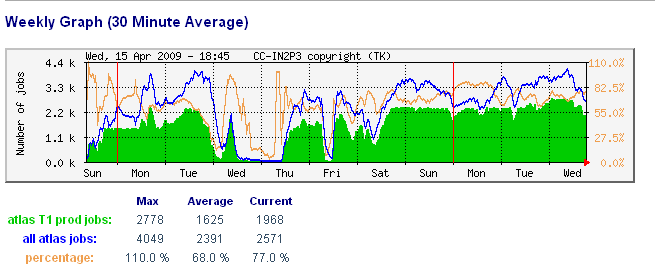 Weekly Graph (30 Minute Average)
Wed, 15 Apr 2009 - 18:45 CC-IN2P3 copyright (TK)
Number of jobs
4.4 k 110.0%
3.3 k 82.5%
2.2 k 55.0%
1.1 k 27.5%
0.0 k 0.0%
Sun Mon Tue Wed Thu Fri Sat Sun Mon Tue Wed
Max Average Current
atlas T1 prod jobs: 2778 1625 1968
all atlas jobs: 4049 2391 2571
percentage: 110.0 % 68.0 % 77.0 %